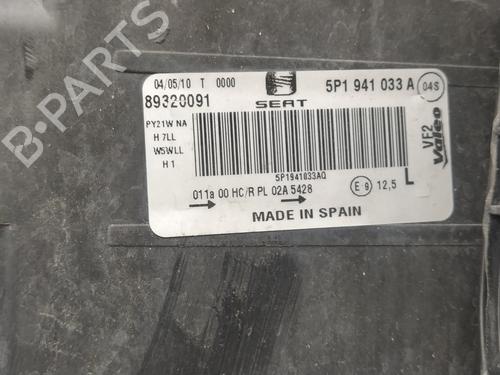 B-PARTS
04/05/10 T 0000
89320091
SEAT
5P1 941 033 A
04S
PY21W NA
H 7LL
W5WLL
H 1
5P1941033AQ
VF2
Valeo
011a 00 HC/R PL 02A 5428
E 9
12,5
L
MADE IN SPAIN